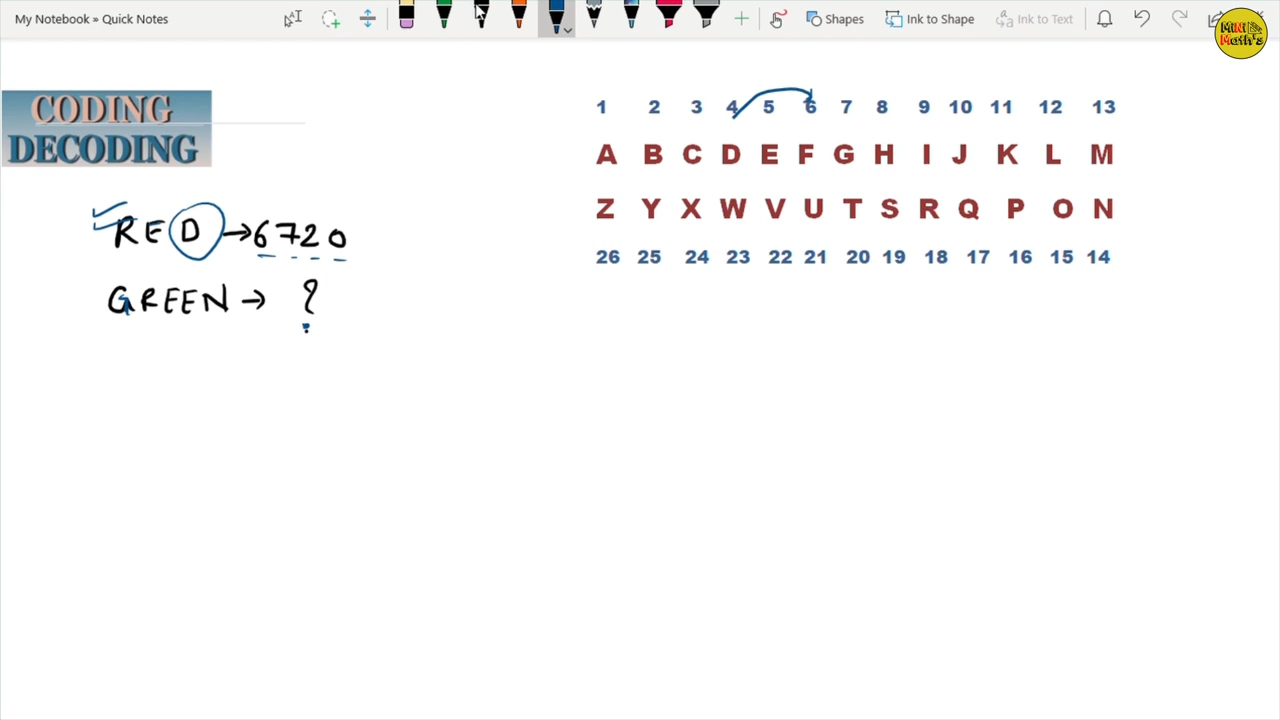 My Notebook » Quick Notes
Shapes
Ink to Shape
Ink to Text
MiNi Math's
CODING
DECODING
1 2 3 4 5 6 7 8 9 10 11 12 13
A B C D E F G H I J K L M
Z Y X W V U T S R Q P O N
26 25 24 23 22 21 20 19 18 17 16 15 14
RED → 6720
GREEN → ?